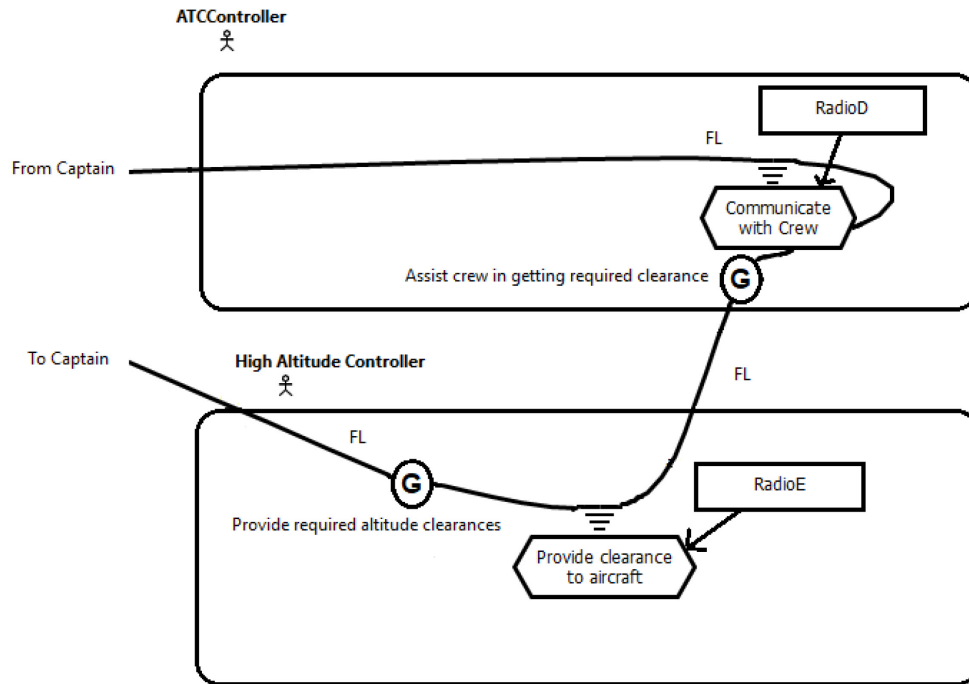 ATCController
RadioD
FL
From Captain
Communicate
with Crew
Assist crew in getting required clearance
G
To Captain
High Altitude Controller
FL
FL
G
RadioE
Provide required altitude clearances
Provide clearance
to aircraft